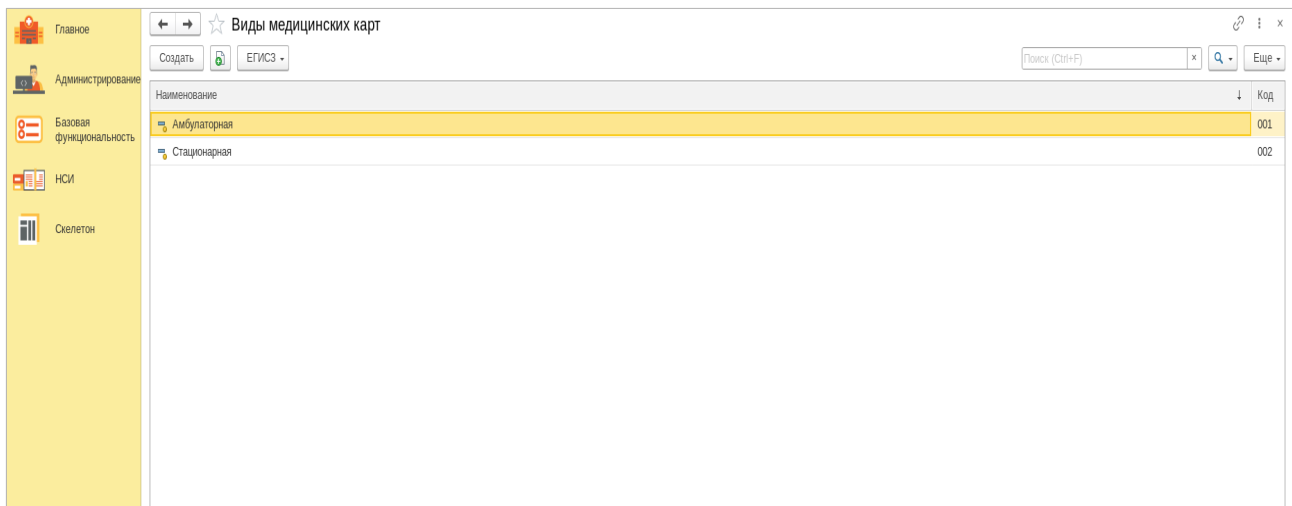 Главное
Администрирование
Базовая
функциональность
НСИ
Скелетон
Виды медицинских карт
Создать
ЕГИСЗ
Поиск (Ctrl+F)
x
Еще
Наименование ↓ Код
Амбулаторная 001
Стационарная 002